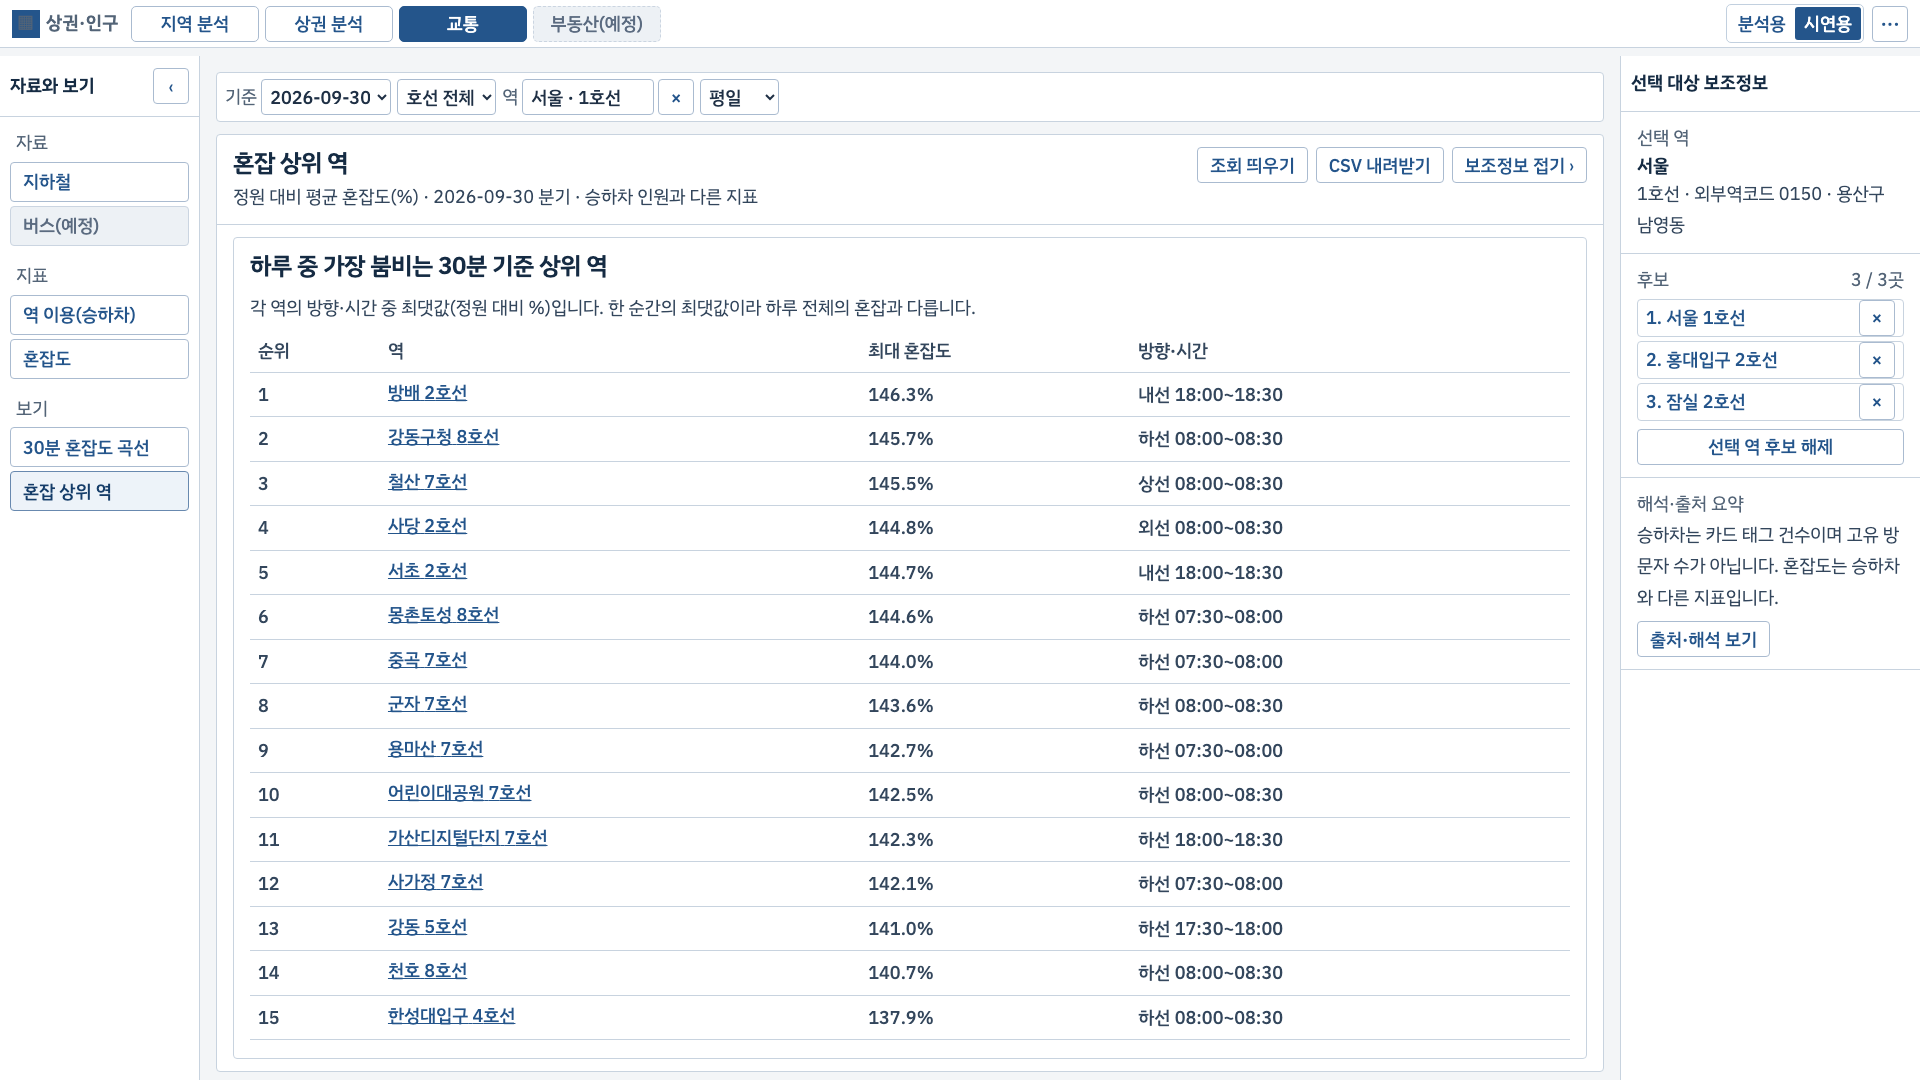 상권·인구
지역 분석
상권 분석
교통
부동산(예정)
분석용
시연용
···
자료와 보기
‹
자료
지하철
버스(예정)
지표
역 이용(승하차)
혼잡도
보기
30분 혼잡도 곡선
혼잡 상위 역
기준 2026-09-30 호선 전체 역 서울 · 1호선 × 평일
혼잡 상위 역
정원 대비 평균 혼잡도(%) · 2026-09-30 분기 · 승하차 인원과 다른 지표
조회 띄우기
CSV 내려받기
보조정보 접기 ›
하루 중 가장 붐비는 30분 기준 상위 역
각 역의 방향·시간 중 최댓값(정원 대비 %)입니다. 한 순간의 최댓값이라 하루 전체의 혼잡과 다릅니다.
순위 역 최대 혼잡도 방향·시간
1 방배 2호선 146.3% 내선 18:00~18:30
2 강동구청 8호선 145.7% 하선 08:00~08:30
3 철산 7호선 145.5% 상선 08:00~08:30
4 사당 2호선 144.8% 외선 08:00~08:30
5 서초 2호선 144.7% 내선 18:00~18:30
6 몽촌토성 8호선 144.6% 하선 07:30~08:00
7 중곡 7호선 144.0% 하선 07:30~08:00
8 군자 7호선 143.6% 하선 08:00~08:30
9 용마산 7호선 142.7% 하선 07:30~08:00
10 어린이대공원 7호선 142.5% 하선 08:00~08:30
11 가산디지털단지 7호선 142.3% 하선 18:00~18:30
12 사가정 7호선 142.1% 하선 07:30~08:00
13 강동 5호선 141.0% 하선 17:30~18:00
14 천호 8호선 140.7% 하선 08:00~08:30
15 한성대입구 4호선 137.9% 하선 08:00~08:30
선택 대상 보조정보
선택 역
서울
1호선 · 외부역코드 0150 · 용산구
남영동
후보 3 / 3곳
1. 서울 1호선 ×
2. 홍대입구 2호선 ×
3. 잠실 2호선 ×
선택 역 후보 해제
해석·출처 요약
승하차는 카드 태그 건수이며 고유 방
문자 수가 아닙니다. 혼잡도는 승하차
와 다른 지표입니다.
출처·해석 보기